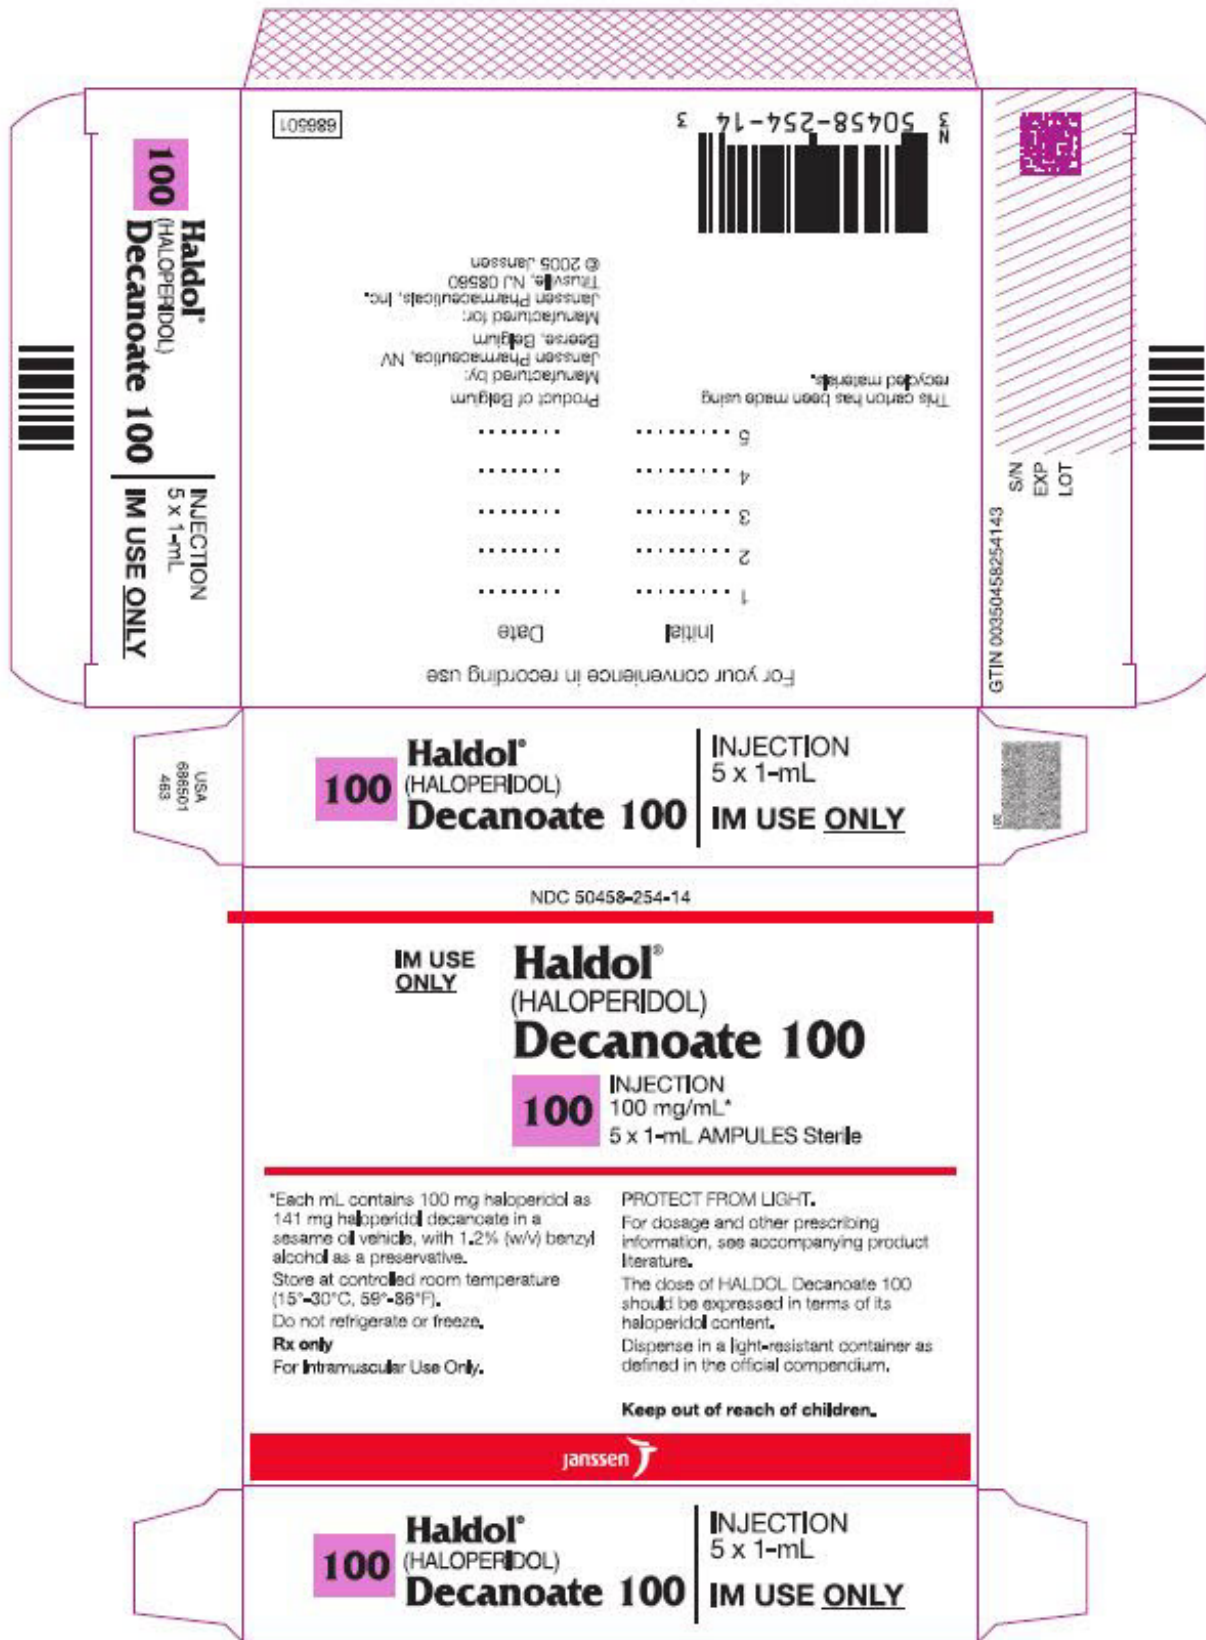 686501
N
3 50458-254-14 3
© 2005 Janssen
Titusville, NJ 08560
Janssen Pharmaceuticals, Inc.
Manufactured for:
Beerse, Belgium
Janssen Pharmaceutica, NV
Manufactured by:
Product of Belgium
This carton has been made using
recycled materials.
For your convenience in recording use
Initial Date
1 ......... ........
2 ......... ........
3 ......... ........
4 ......... ........
5 ......... ........
100 Haldol®
(HALOPERIDOL)
Decanoate 100
INJECTION
5 x 1-mL
IM USE ONLY
GTIN 00350458254143
S/N
EXP
LOT
USA
686501
463
100 Haldol®
(HALOPERIDOL)
Decanoate 100
INJECTION
5 x 1-mL
IM USE ONLY
NDC 50458-254-14
IM USE
ONLY
Haldol®
(HALOPERIDOL)
Decanoate 100
100
INJECTION
100 mg/mL*
5 x 1-mL AMPULES Sterile
*Each mL contains 100 mg haloperidol as
141 mg haloperidol decanoate in a
sesame oil vehicle, with 1.2% (w/v) benzyl
alcohol as a preservative.
Store at controlled room temperature
(15°-30°C, 59°-86°F).
Do not refrigerate or freeze.
Rx only
For Intramuscular Use Only.
PROTECT FROM LIGHT.
For dosage and other prescribing
information, see accompanying product
literature.
The dose of HALDOL Decanoate 100
should be expressed in terms of its
haloperidol content.
Dispense in a light-resistant container as
defined in the official compendium.
Keep out of reach of children.
janssen
100 Haldol®
(HALOPERIDOL)
Decanoate 100
INJECTION
5 x 1-mL
IM USE ONLY